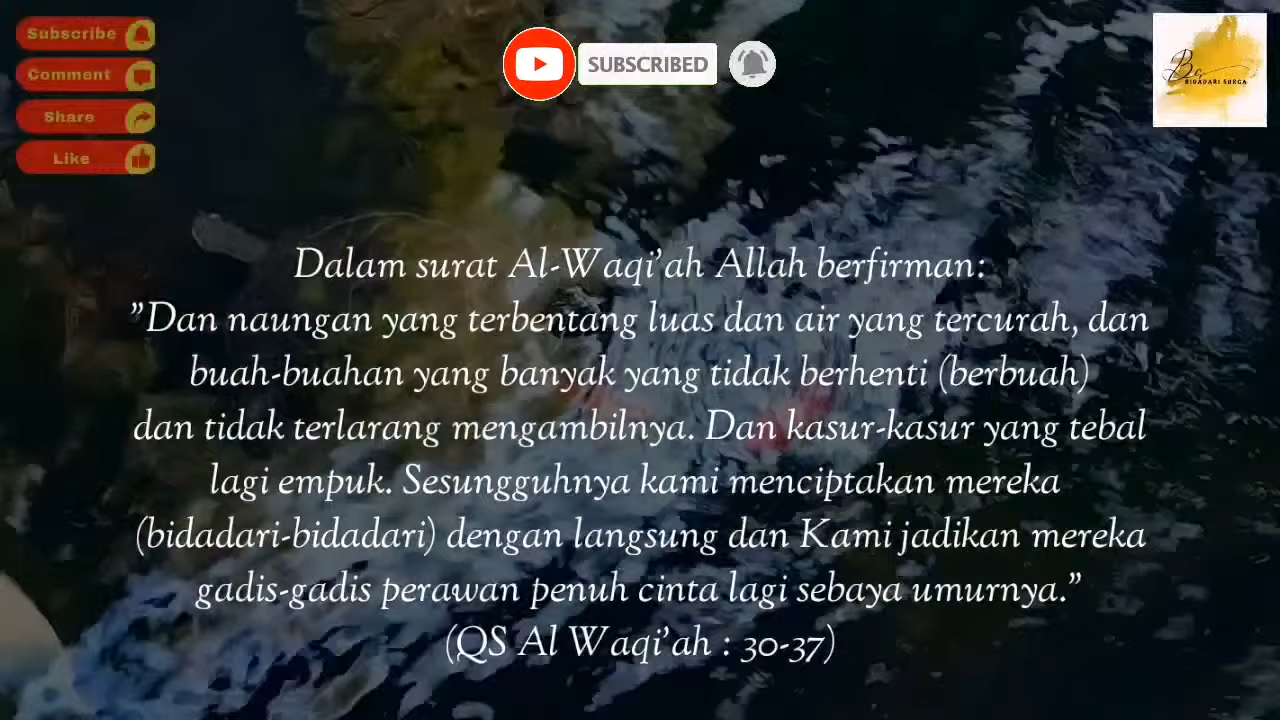 Subscribe
Comment
Share
Like
SUBSCRIBED
Bs
BIDADARI SURGA
Dalam surat Al-Waqi'ah Allah berfirman:
"Dan naungan yang terbentang luas dan air yang tercurah, dan
buah-buahan yang banyak yang tidak berhenti (berbuah)
dan tidak terlarang mengambilnya. Dan kasur-kasur yang tebal
lagi empuk. Sesungguhnya kami menciptakan mereka
(bidadari-bidadari) dengan langsung dan Kami jadikan mereka
gadis-gadis perawan penuh cinta lagi sebaya umurnya."
(QS Al Waqi'ah : 30-37)